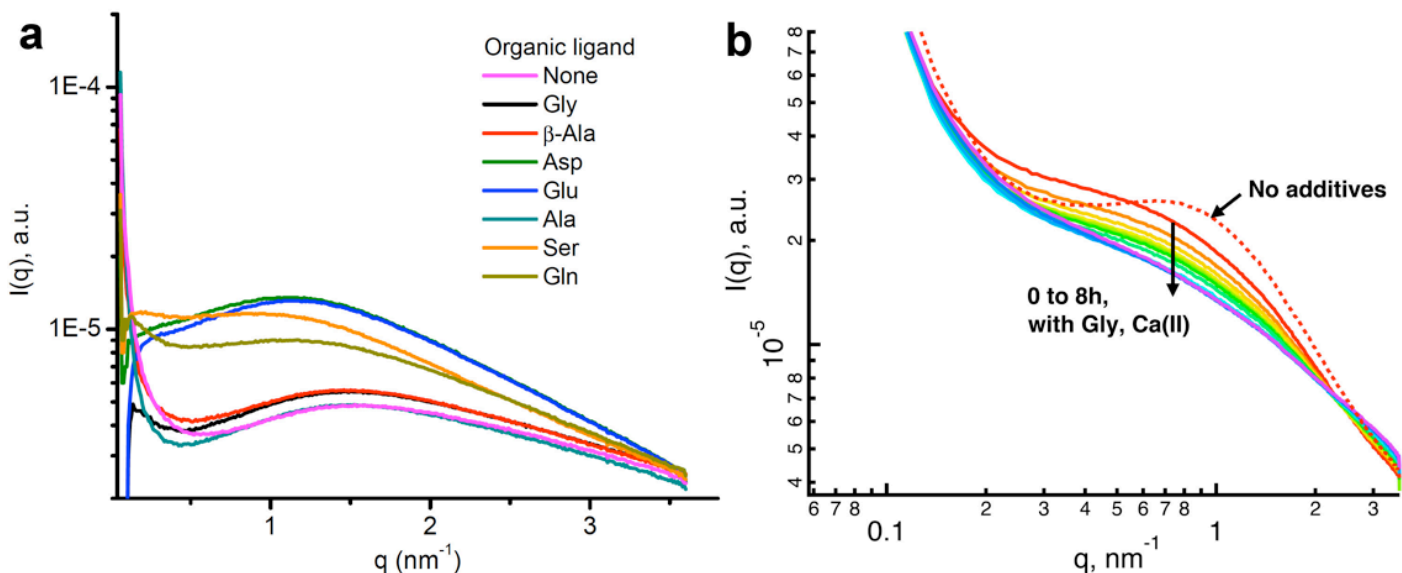 a
Organic ligand
None
Gly
β-Ala
Asp
Glu
Ala
Ser
Gln
1E-4
1E-5
I(q), a.u.
1 2 3
q (nm⁻¹)
b
8
7
6
5
4
3
2
10⁻⁵
8
7
6
5
4
I(q), a.u.
No additives
0 to 8h,
with Gly, Ca(II)
6 7 8 0.1 2 3 4 5 6 7 8 1 2 3
q, nm⁻¹